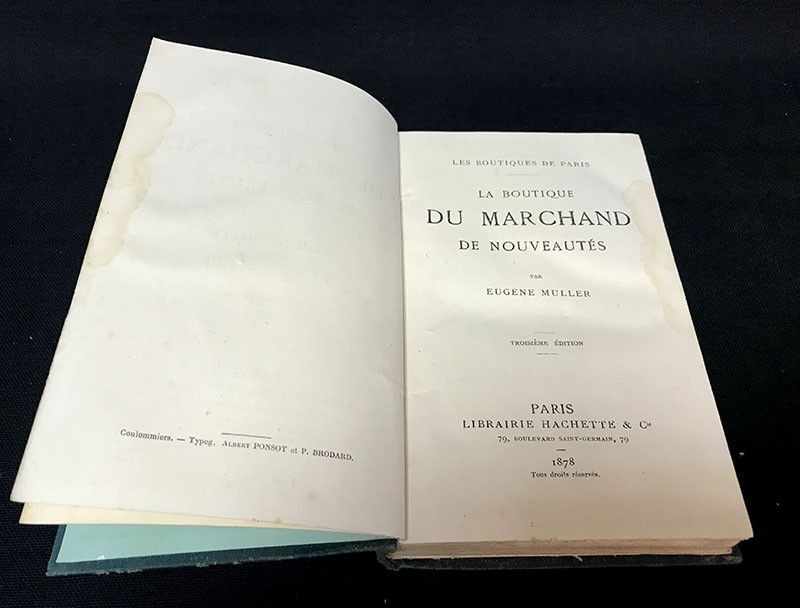 Coulommiers. — Typog. ALBERT PONSOT et P. BRODARD.
LES BOUTIQUES DE PARIS
LA BOUTIQUE
DU MARCHAND
DE NOUVEAUTÉS
PAR
EUGÈNE MULLER
TROISIÈME ÉDITION
PARIS
LIBRAIRIE HACHETTE & Cie
79, BOULEVARD SAINT-GERMAIN, 79
1878
Tous droits réservés.